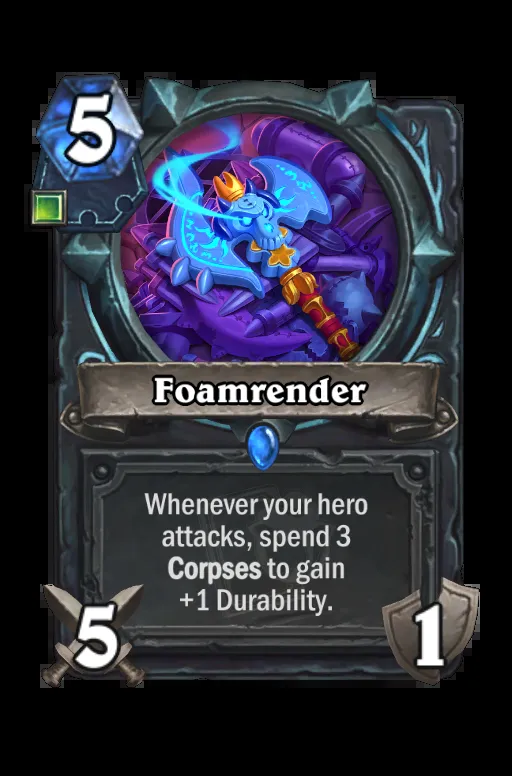 5
Foamrender
Whenever your hero
attacks, spend 3
Corpses to gain
+1 Durability.
5
1